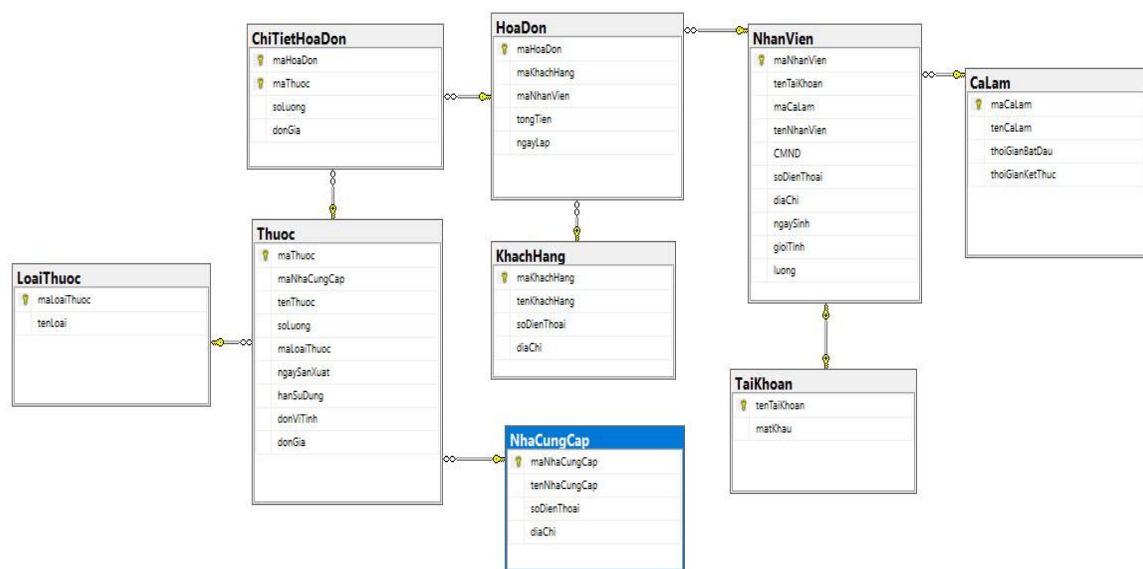 ChiTietHoaDon
maHoaDon
maThuoc
soLuong
donGia
HoaDon
maHoaDon
maKhachHang
maNhanVien
tongTien
ngayLap
NhanVien
maNhanVien
tenTaiKhoan
maCaLam
tenNhanVien
CMND
soDienThoai
diaChi
ngaySinh
gioiTinh
luong
CaLam
maCaLam
tenCaLam
thoiGianBatDau
thoiGianKetThuc
LoaiThuoc
maLoaiThuoc
tenLoai
Thuoc
maThuoc
maNhaCungCap
tenThuoc
soLuong
maLoaiThuoc
ngaySanXuat
hanSuDung
donViTinh
donGia
KhachHang
maKhachHang
tenKhachHang
soDienThoai
diaChi
TaiKhoan
tenTaiKhoan
matKhau
NhaCungCap
maNhaCungCap
tenNhaCungCap
soDienThoai
diaChi